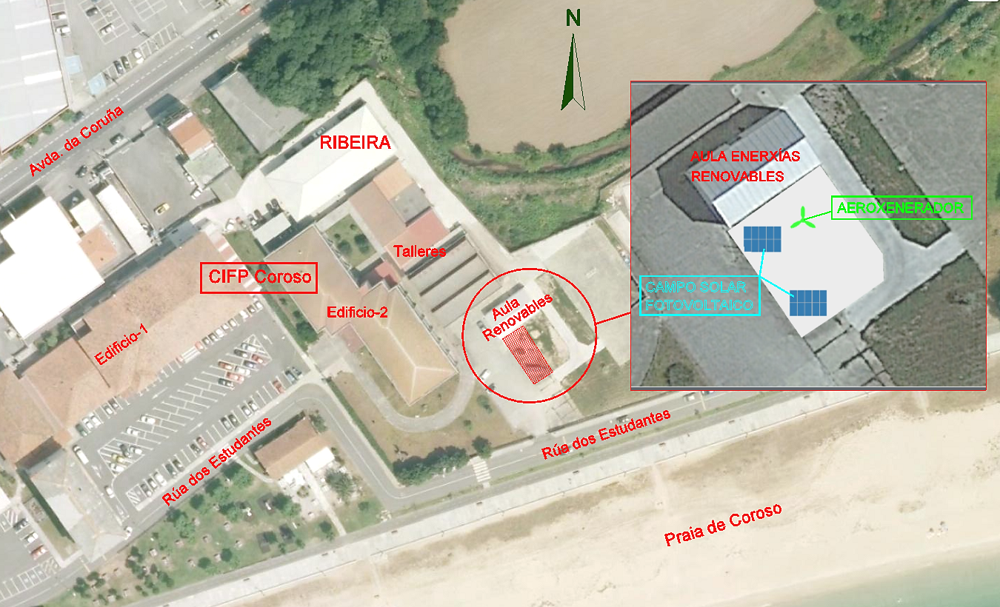 N
Avda. da Coruña
RIBEIRA
AULA ENERXÍAS
RENOVABLES
AEROXENERADOR
Talleres
CIFP Coroso
CAMPO SOLAR
FOTOVOLTAICO
Aula
Renovables
Edificio-2
Edificio-1
Rúa dos Estudantes
Rúa dos Estudantes
Praia de Coroso